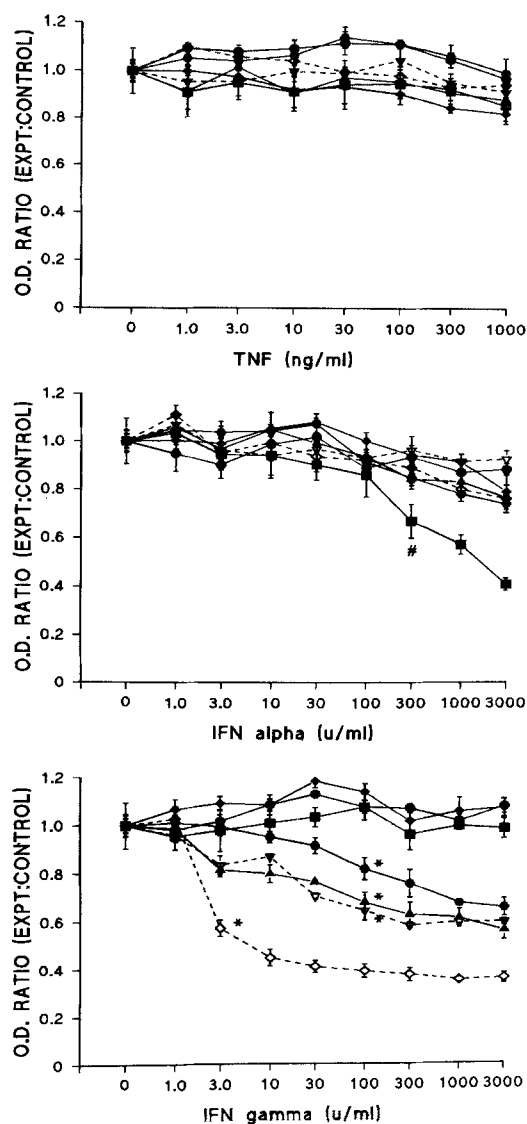 O.D. RATIO (EXPT:CONTROL)
1.2
1.0
0.8
0.6
0.4
0.2
0
0 1.0 3.0 10 30 100 300 1000
TNF (ng/ml)
O.D. RATIO (EXPT:CONTROL)
1.2
1.0
0.8
0.6
#
0.4
0.2
0
0 1.0 3.0 10 30 100 300 1000 3000
IFN alpha (u/ml)
O.D. RATIO (EXPT:CONTROL)
1.2
1.0
0.8
*
*
*
0.6
*
0.4
0.2
0
0 1.0 3.0 10 30 100 300 1000 3000
IFN gamma (u/ml)